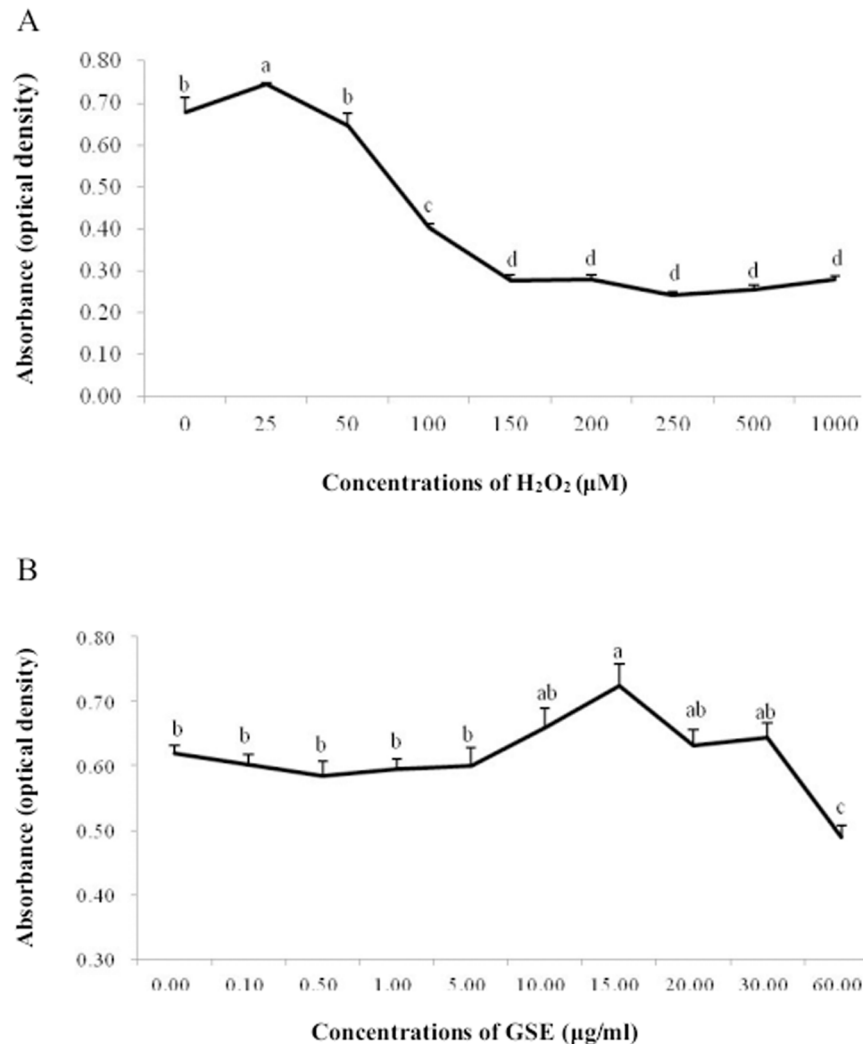 A
Absorbance (optical density)
0.80
0.70
0.60
0.50
0.40
0.30
0.20
0.10
0.00
b
a
b
c
d
d
d
d
d
0 25 50 100 150 200 250 500 1000
Concentrations of H₂O₂ (µM)
B
Absorbance (optical density)
0.80
0.70
0.60
0.50
0.40
0.30
b
b
b
b
b
ab
a
ab
ab
c
0.00 0.10 0.50 1.00 5.00 10.00 15.00 20.00 30.00 60.00
Concentrations of GSE (µg/ml)